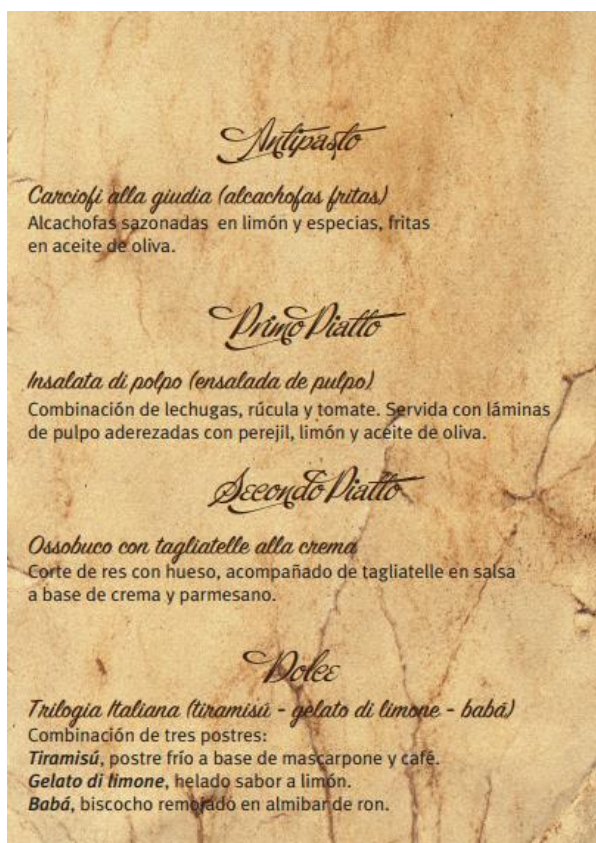 Antipasto
Carciofi alla giudia (alcachofas fritas)
Alcachofas sazonadas en limón y especias, fritas
en aceite de oliva.
Primo Piatto
Insalata di polpo (ensalada de pulpo)
Combinación de lechugas, rúcula y tomate. Servida con láminas
de pulpo aderezadas con perejil, limón y aceite de oliva.
Secondo Piatto
Ossobuco con tagliatelle alla crema
Corte de res con hueso, acompañado de tagliatelle en salsa
a base de crema y parmesano.
Dolce
Trilogia Italiana (tiramisú - gelato di limone - babá)
Combinación de tres postres:
Tiramisú, postre frío a base de mascarpone y café.
Gelato di limone, helado sabor a limón.
Babá, biscocho remojado en almibar de ron.